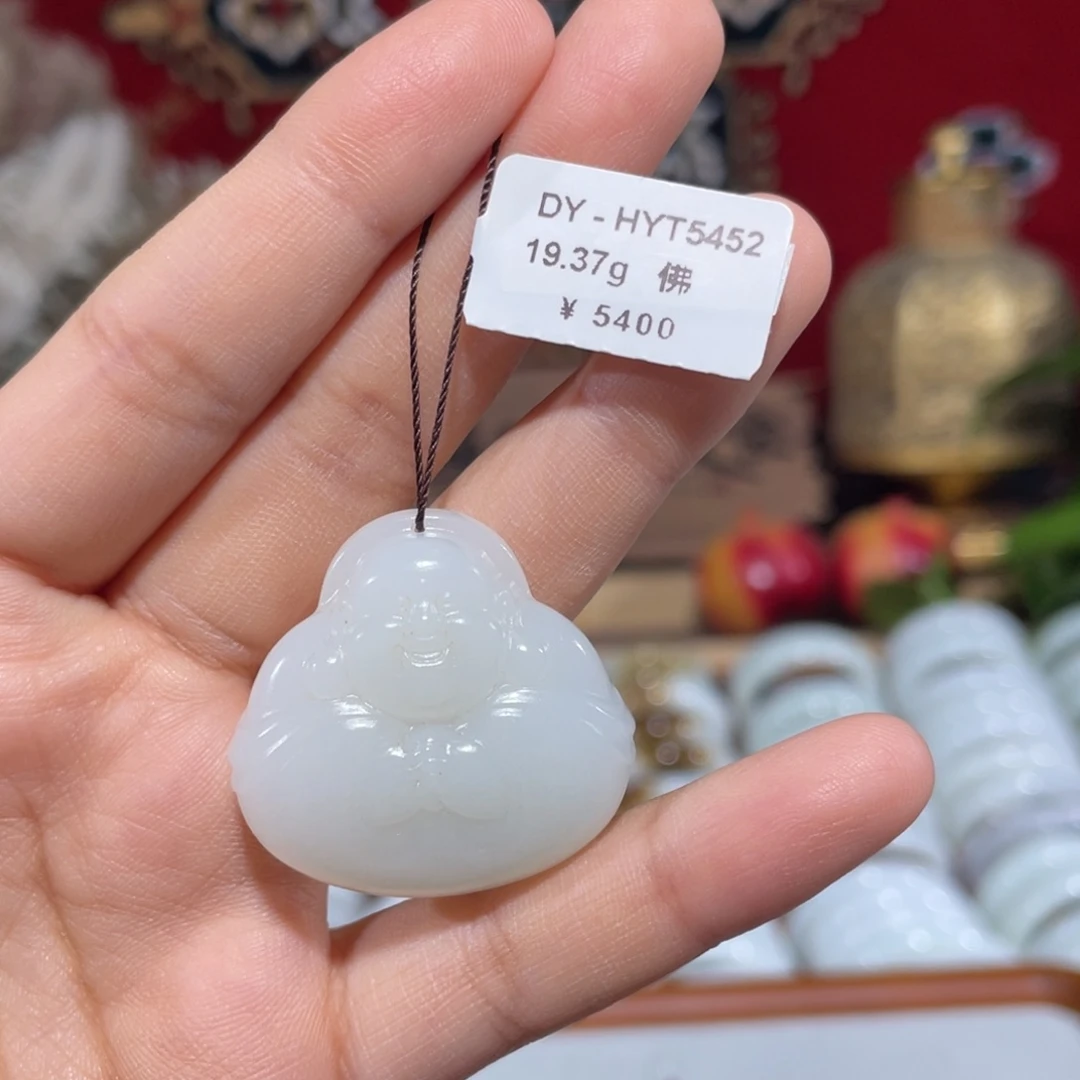 DY - HYT5452
19.37g 佛
¥ 5400